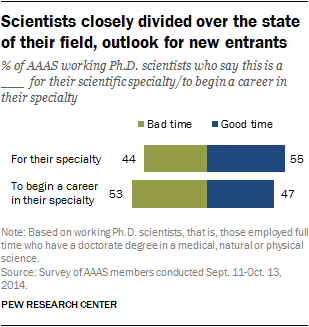 Scientists closely divided over the state
of their field, outlook for new entrants
% of AAAS working Ph.D. scientists who say this is a
___ for their scientific specialty/to begin a career in
their specialty
Bad time Good time
For their specialty 44 55
To begin a career
in their specialty 53 47
Note: Based on working Ph.D. scientists, that is, those employed full
time who have a doctorate degree in a medical, natural or physical
science.
Source: Survey of AAAS members conducted Sept. 11-Oct. 13,
2014.
PEW RESEARCH CENTER